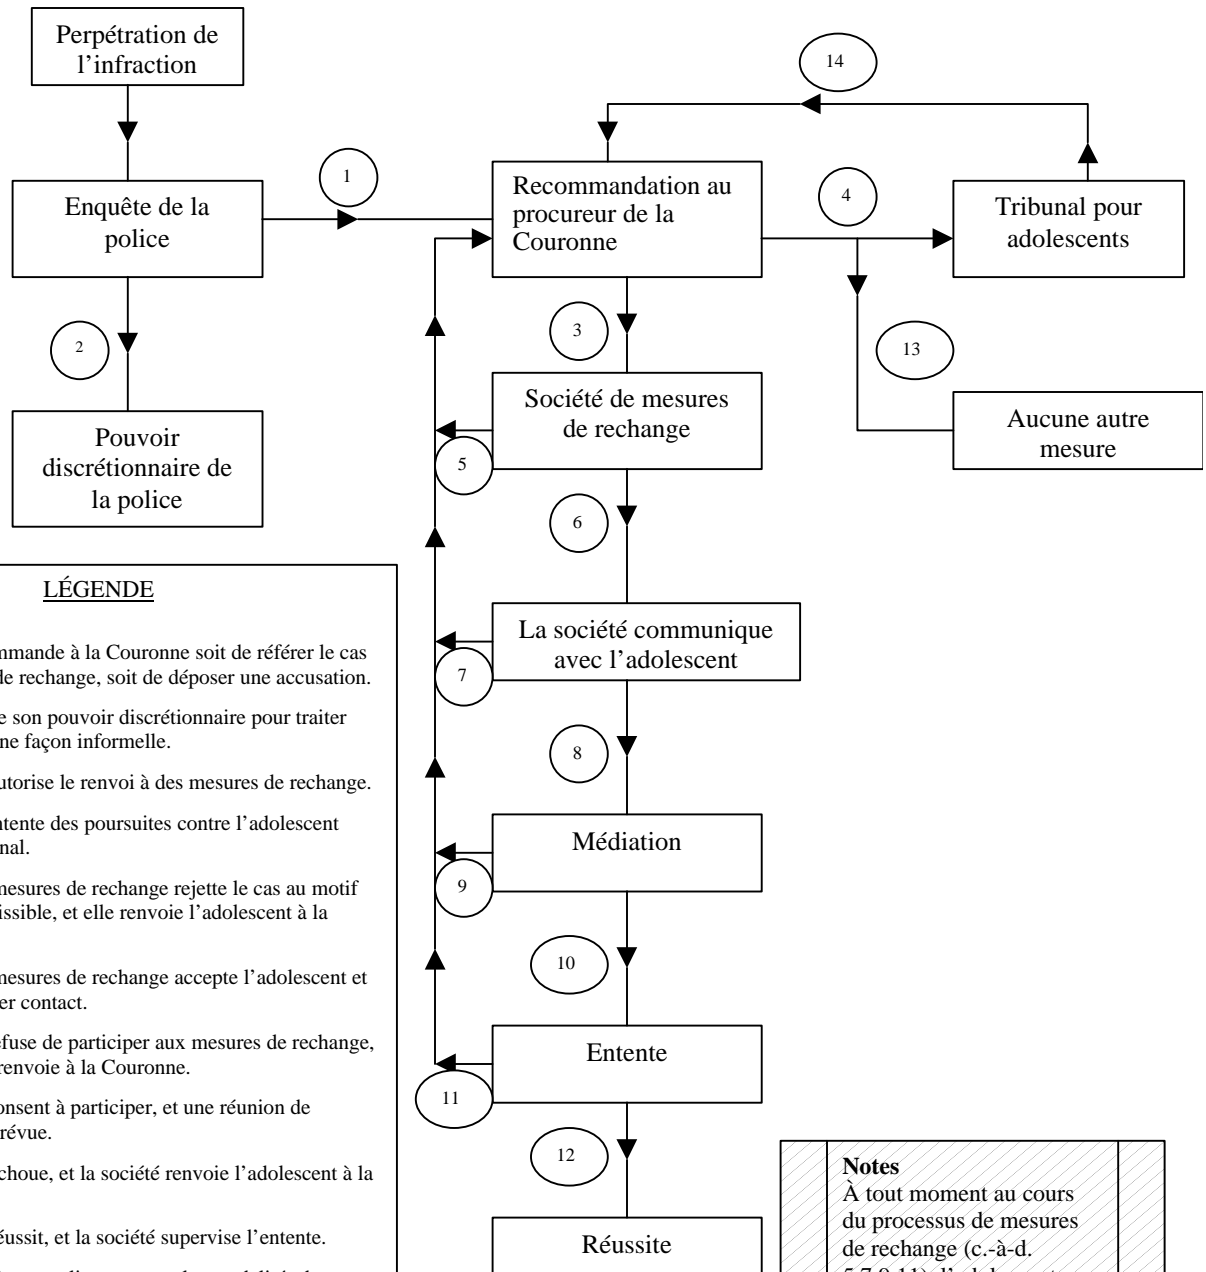 Perpétration de
l’infraction
14
1
Enquête de la
police
Recommandation au
procureur de la
Couronne
4
Tribunal pour
adolescents
2
3
13
Pouvoir
discrétionnaire de
la police
Société de mesures
de rechange
5
Aucune autre
mesure
6
La société communique
avec l’adolescent
7
8
Médiation
9
10
Entente
11
12
Réussite
LÉGENDE
mmande à la Couronne soit de référer le cas
de rechange, soit de déposer une accusation.
e son pouvoir discrétionnaire pour traiter
ne façon informelle.
utorise le renvoi à des mesures de rechange.
ntente des poursuites contre l’adolescent
nal.
mesures de rechange rejette le cas au motif
issible, et elle renvoie l’adolescent à la
mesures de rechange accepte l’adolescent et
er contact.
efuse de participer aux mesures de rechange,
renvoie à la Couronne.
onsent à participer, et une réunion de
révue.
choue, et la société renvoie l’adolescent à la
éussit, et la société supervise l’entente.
Notes
À tout moment au cours
du processus de mesures
de rechange (c.-à-d.